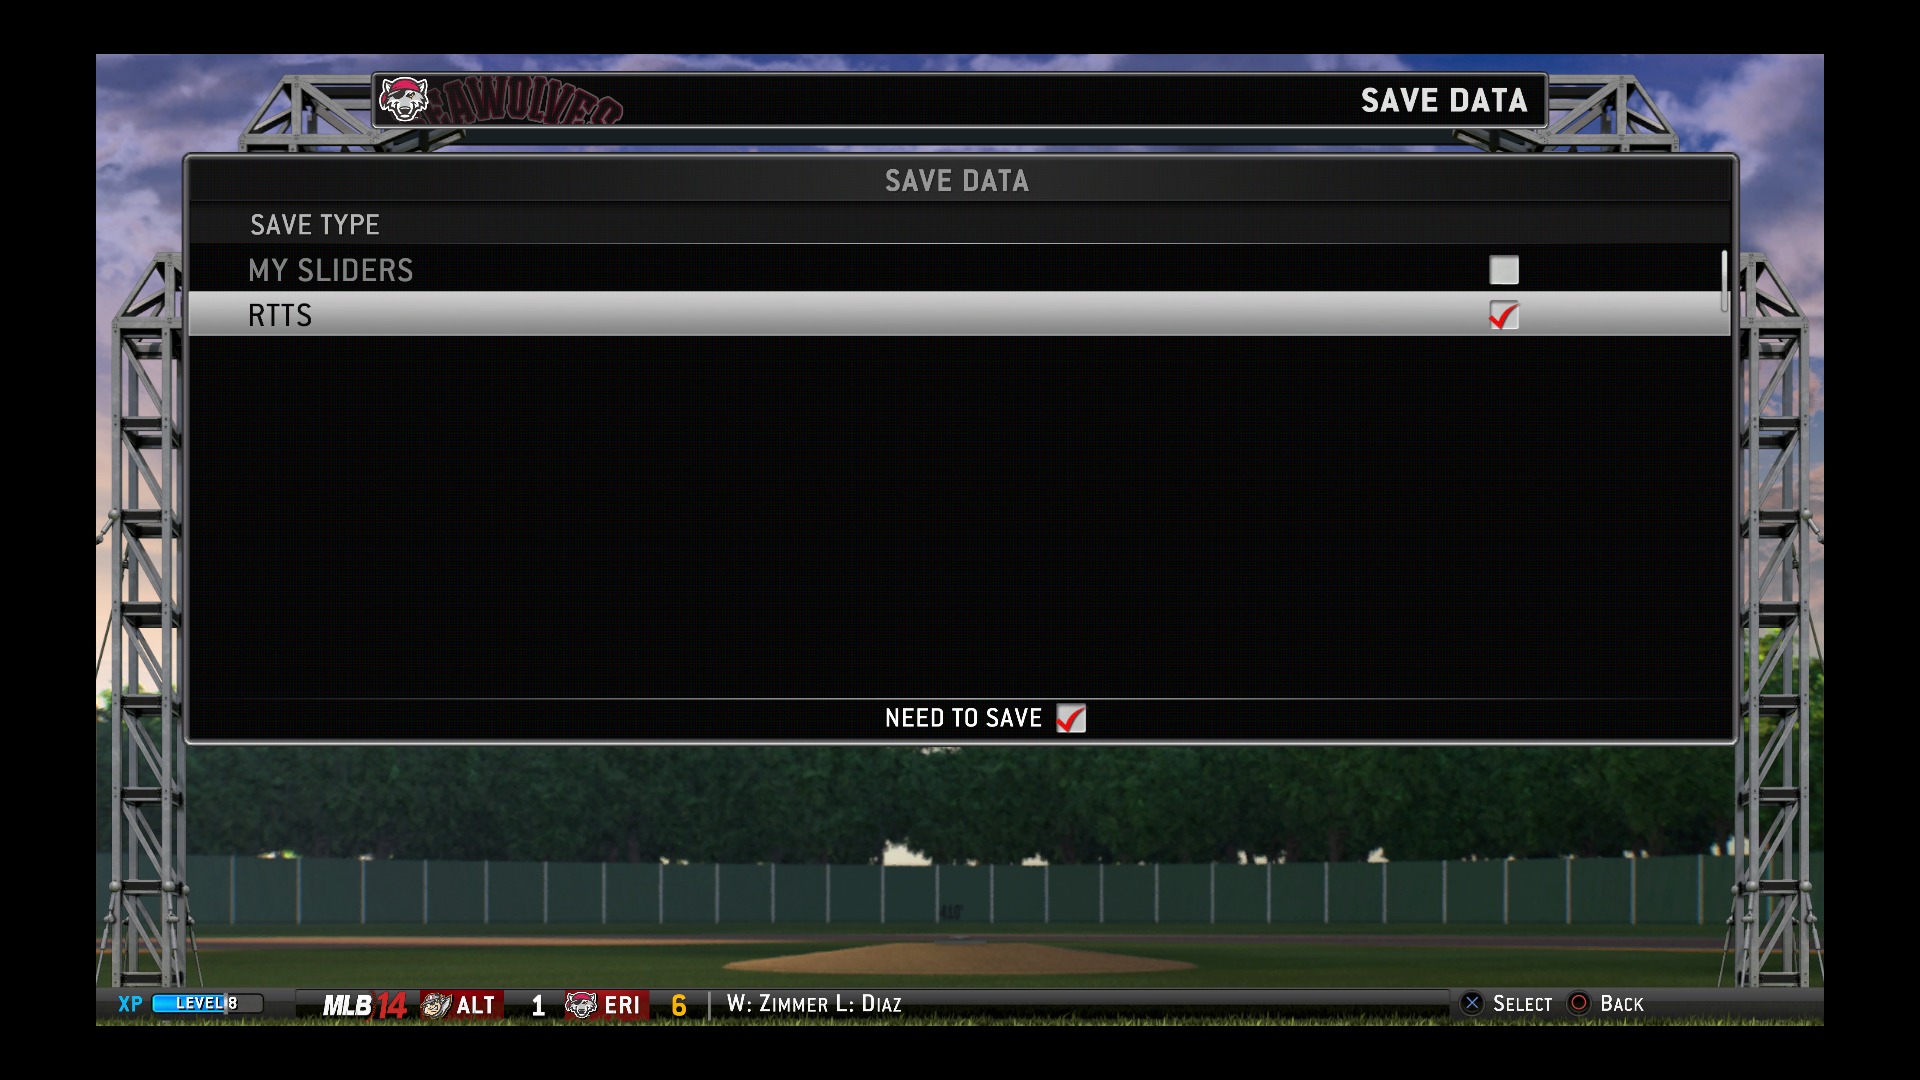 SEAWOLVES
SAVE DATA
SAVE DATA
SAVE TYPE
MY SLIDERS
RTTS
NEED TO SAVE
410'
XP LEVEL 8 MLB 14 ALT 1 ERI 6 W: ZIMMER L: DIAZ SELECT BACK